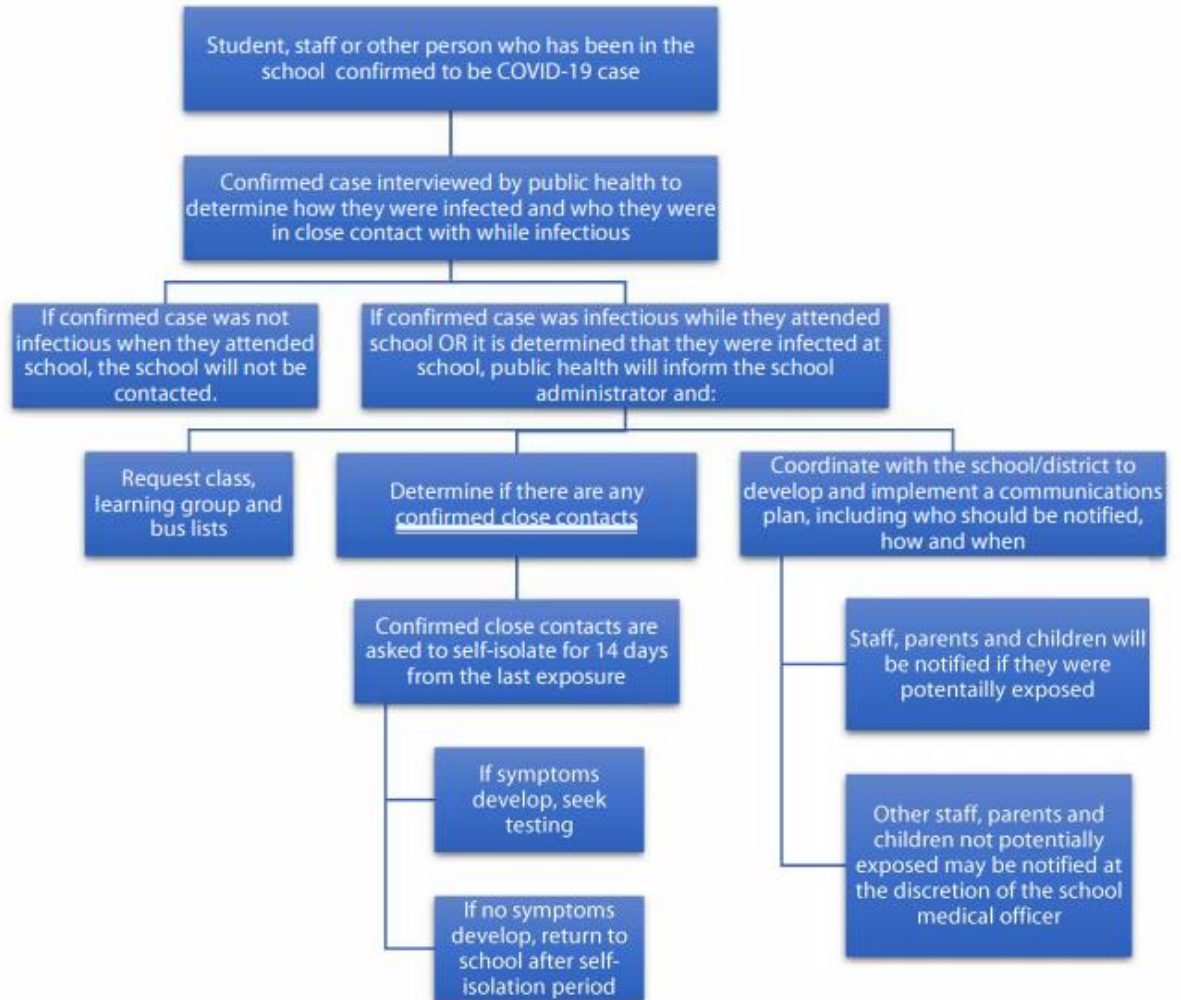 Student, staff or other person who has been in the
school confirmed to be COVID-19 case
Confirmed case interviewed by public health to
determine how they were infected and who they were
in close contact with while infectious
If confirmed case was not
infectious when they attended
school, the school will not be
contacted.
If confirmed case was infectious while they attended
school OR it is determined that they were infected at
school, public health will inform the school
administrator and:
Request class,
learning group and
bus lists
Determine if there are any
confirmed close contacts
Coordinate with the school/district to
develop and implement a communications
plan, including who should be notified,
how and when
Confirmed close contacts are
asked to self-isolate for 14 days
from the last exposure
Staff, parents and children will
be notified if they were
potentailly exposed
If symptoms
develop, seek
testing
Other staff, parents and
children not potentially
exposed may be notified at
the discretion of the school
medical officer
If no symptoms
develop, return to
school after self-
isolation period